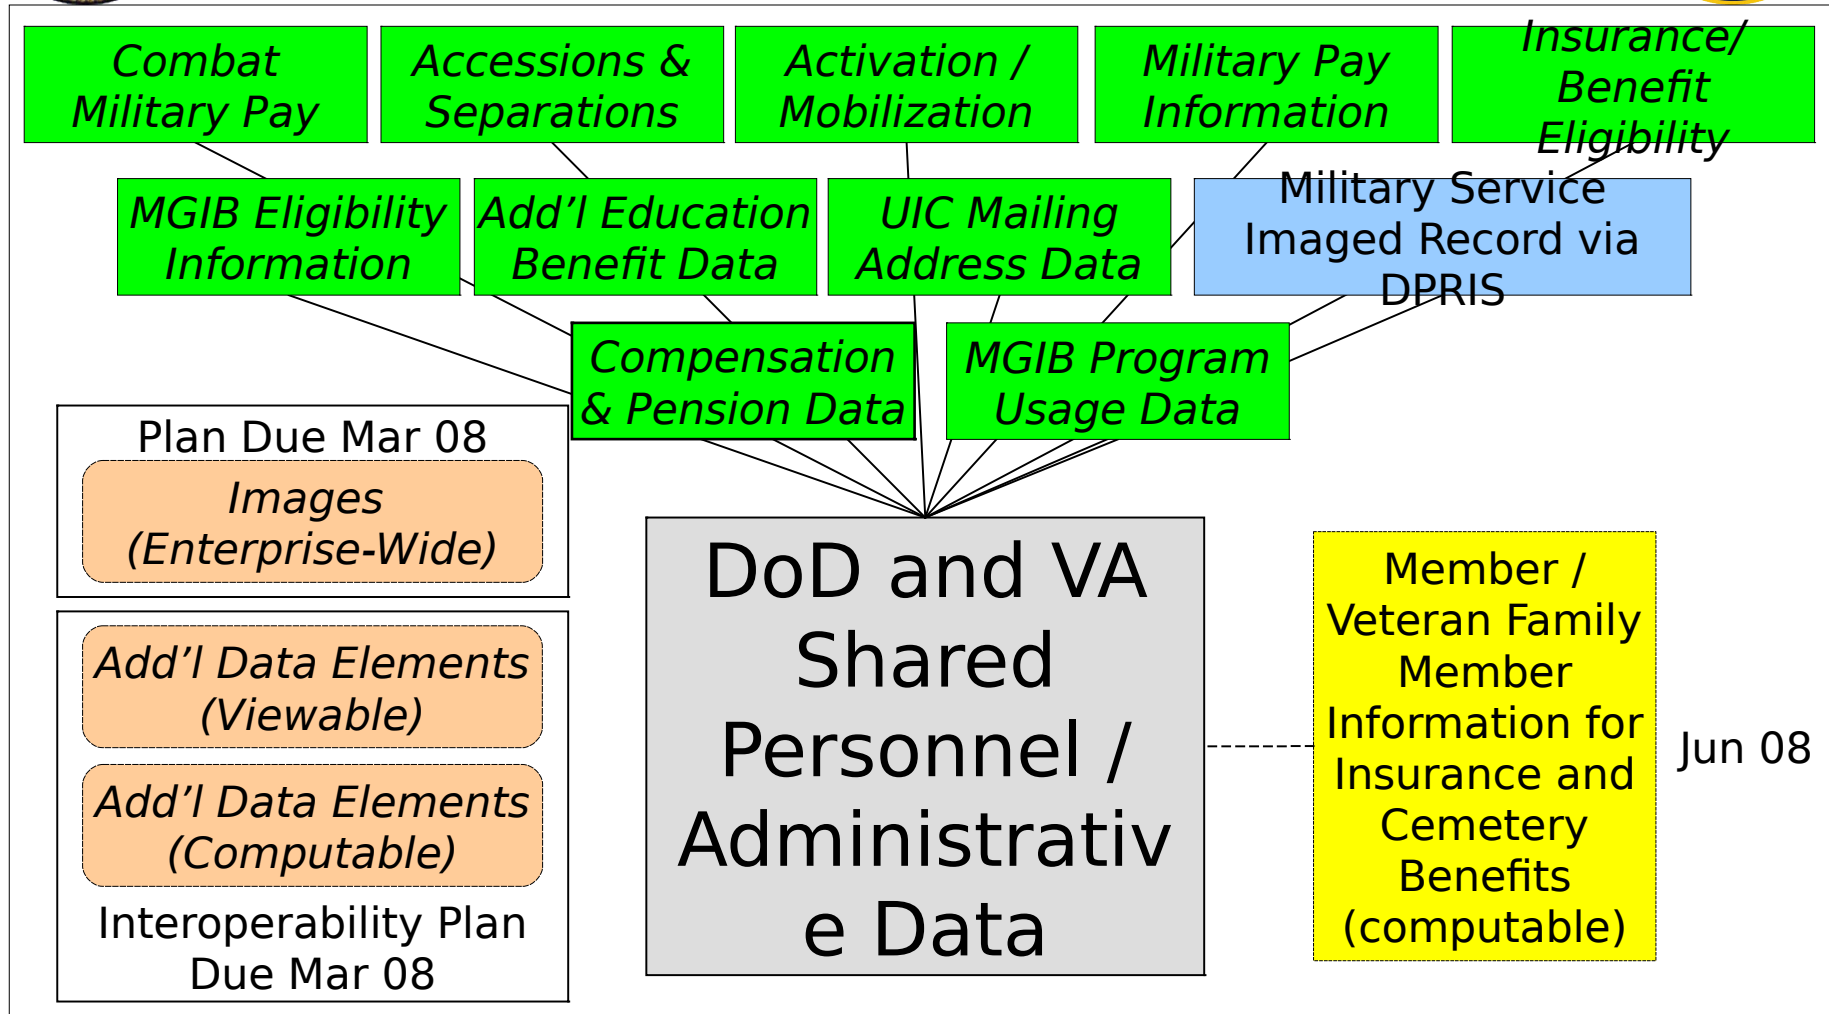 Combat
Military Pay
Accessions &
Separations
Activation /
Mobilization
Military Pay
Information
Insurance/
Benefit
Eligibility
MGIB Eligibility
Information
Add’l Education
Benefit Data
UIC Mailing
Address Data
Military Service
Imaged Record via
DPRIS
Compensation
& Pension Data
MGIB Program
Usage Data
Plan Due Mar 08
Images
(Enterprise-Wide)
Add’l Data Elements
(Viewable)
Add’l Data Elements
(Computable)
Interoperability Plan
Due Mar 08
DoD and VA
Shared
Personnel /
Administrativ
e Data
Member /
Veteran Family
Member
Information for
Insurance and
Cemetery
Benefits
(computable)
Jun 08